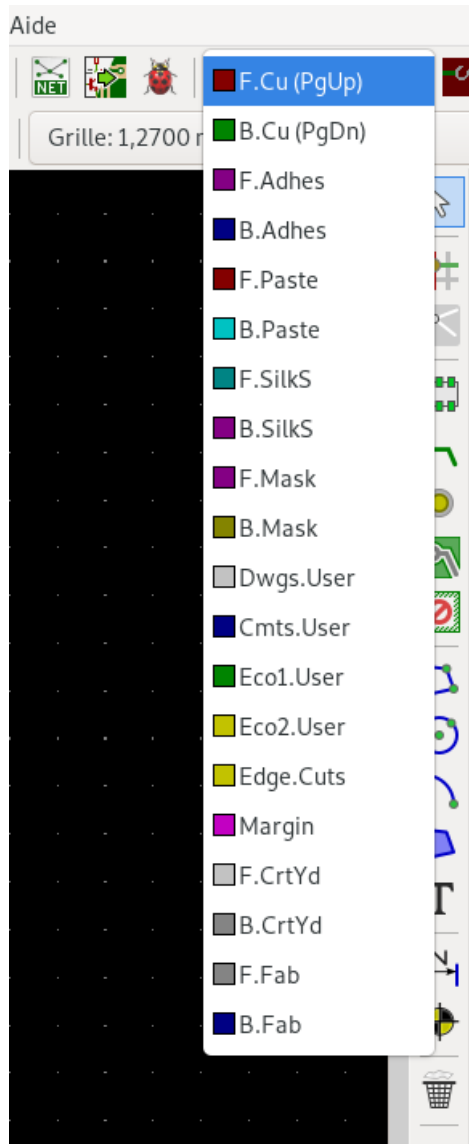 Aide
NET
F.Cu (PgUp)
Grille: 1,2700
B.Cu (PgDn)
F.Adhes
B.Adhes
F.Paste
B.Paste
F.SilkS
B.SilkS
F.Mask
B.Mask
Dwgs.User
Cmts.User
Eco1.User
Eco2.User
Edge.Cuts
Margin
F.CrtYd
B.CrtYd
T
F.Fab
B.Fab